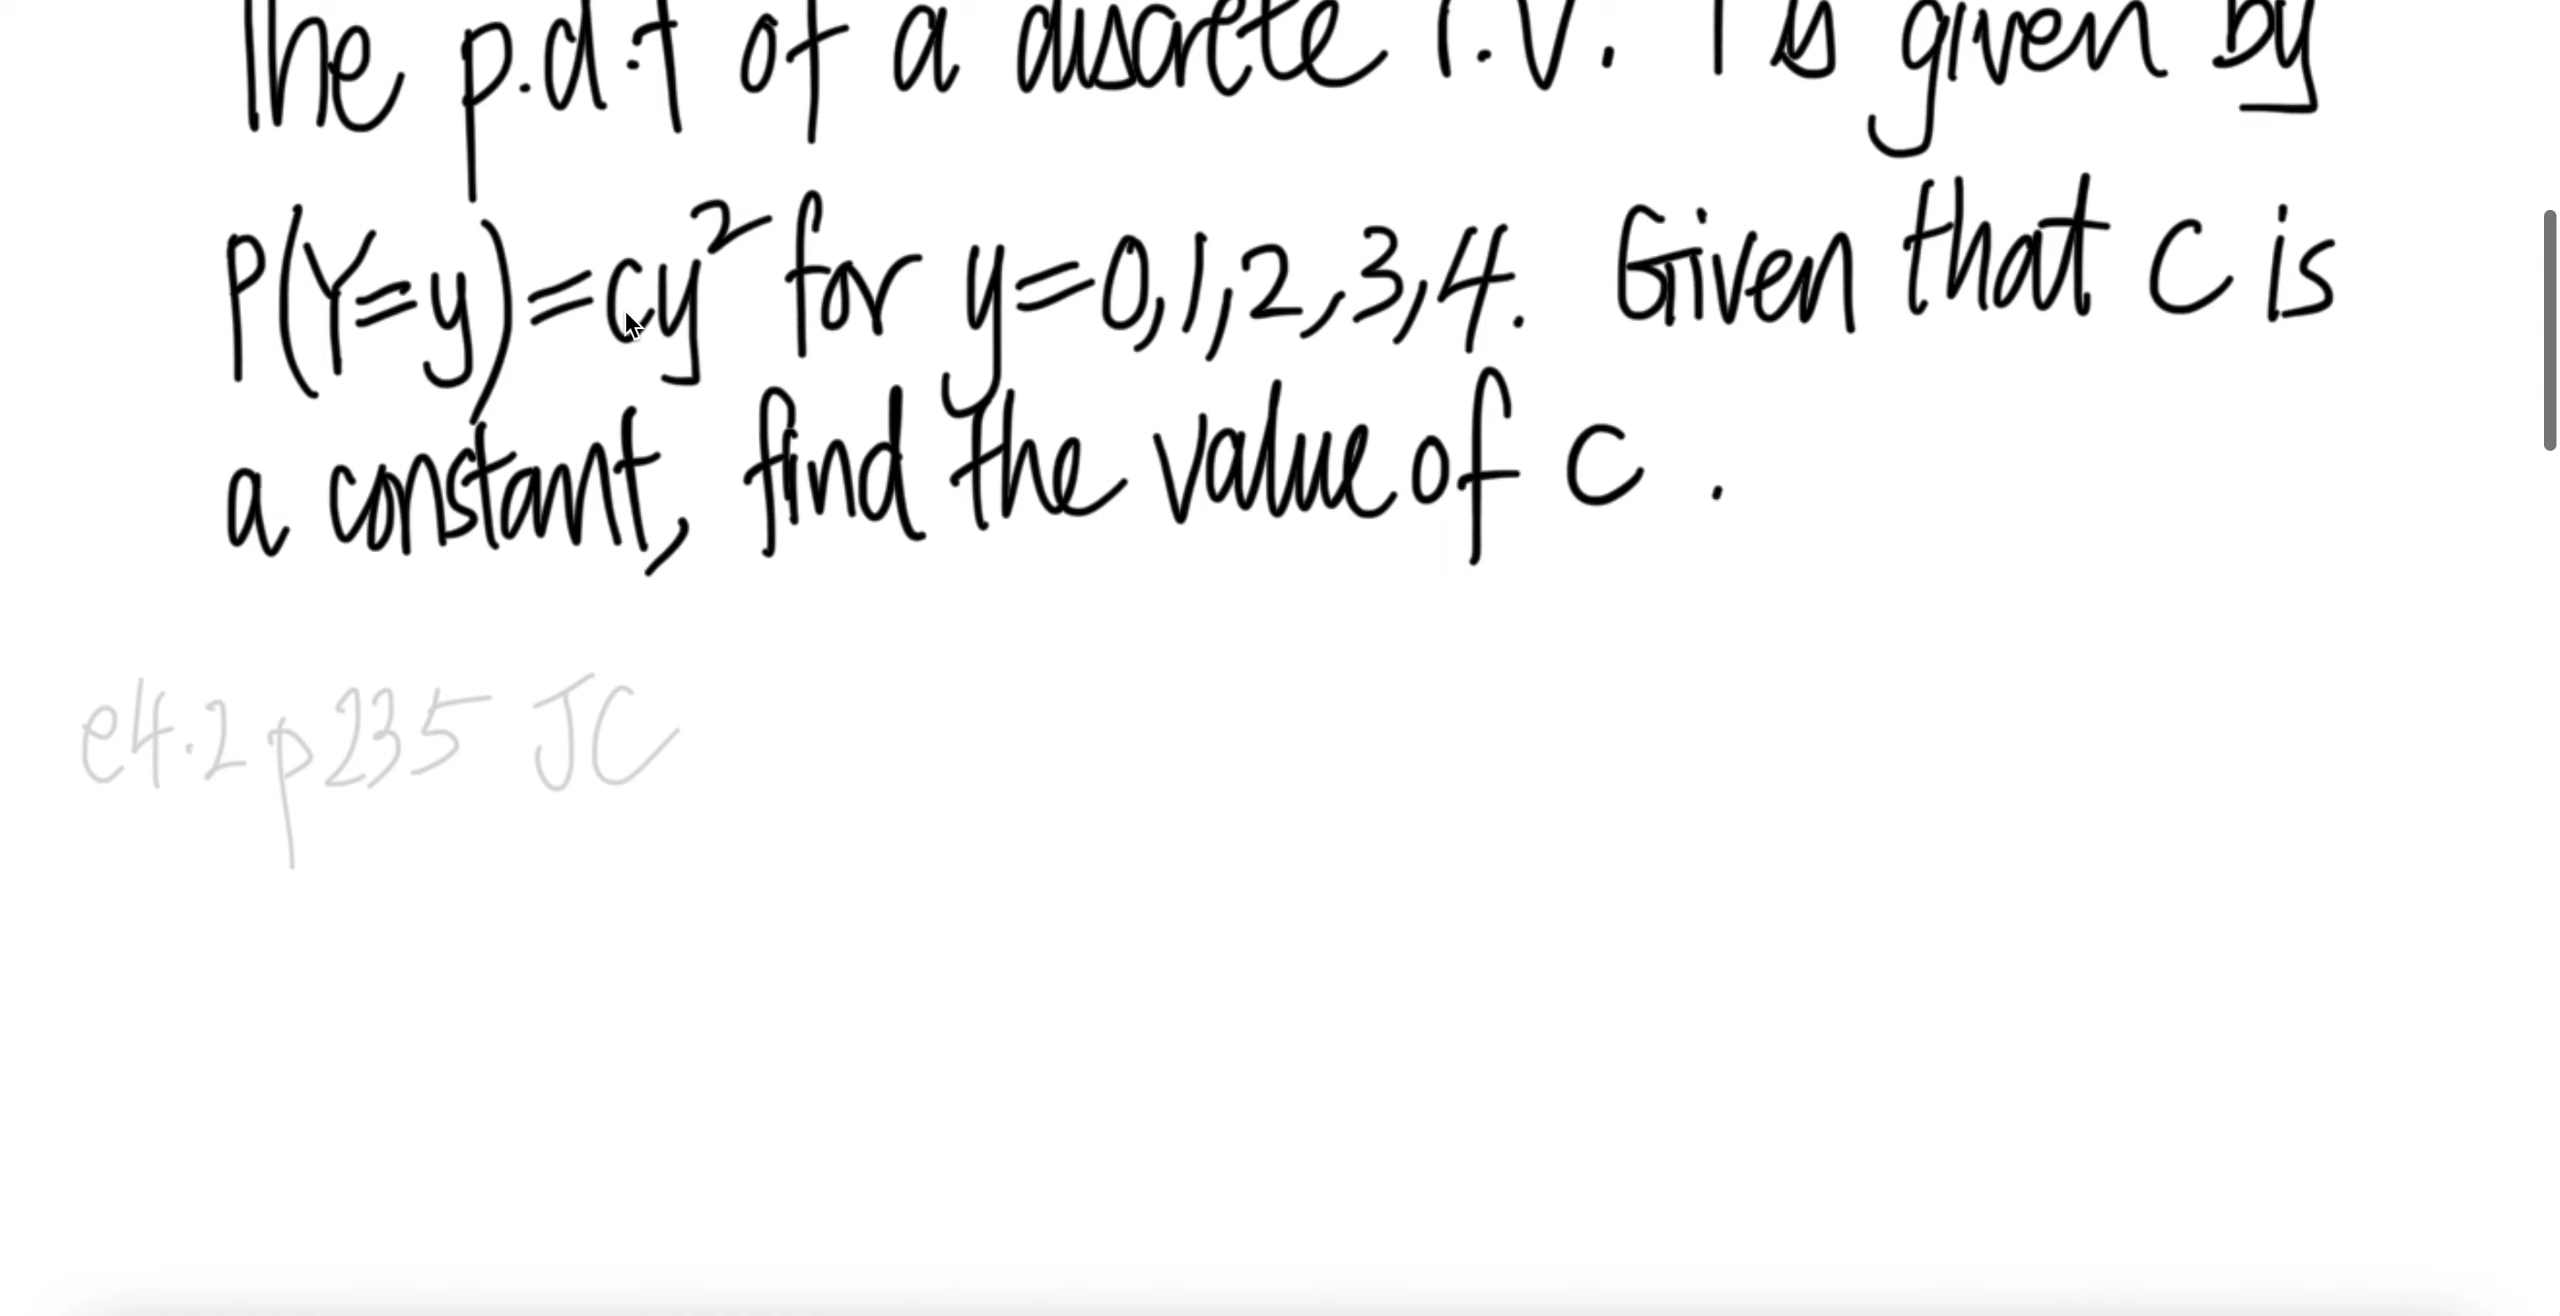 The p.d.f of a discrete r.v. Y is given by
P(Y=y)=cy² for y=0,1,2,3,4. Given that c is
a constant, find the value of c.
e4.2 p235 JC